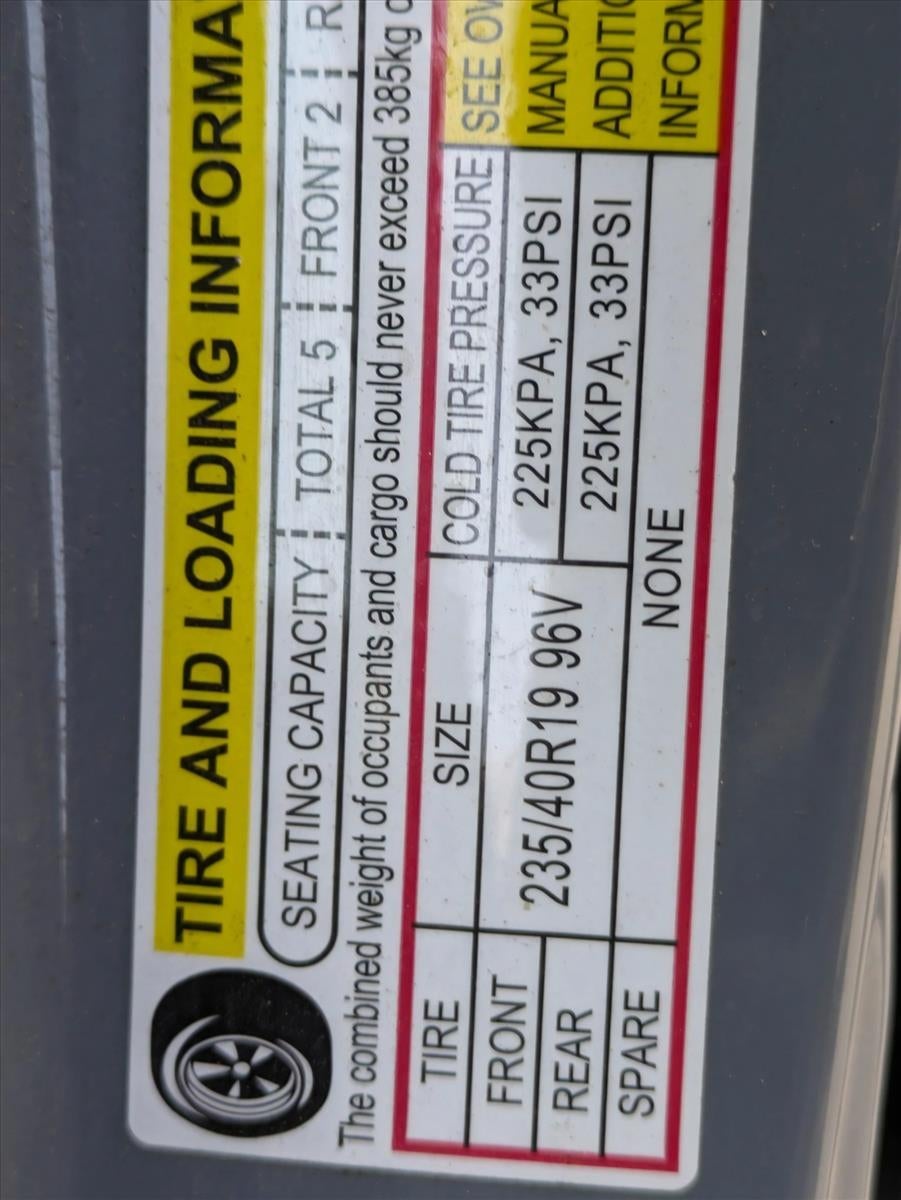 TIRE AND LOADING INFORMA
SEATING CAPACITY TOTAL 5 FRONT 2 R
The combined weight of occupants and cargo should never exceed 385kg o
TIRE SIZE COLD TIRE PRESSURE SEE OW
FRONT 235/40R19 96V 225KPA, 33PSI MANUA
REAR 225KPA, 33PSI ADDITIO
SPARE NONE INFORM